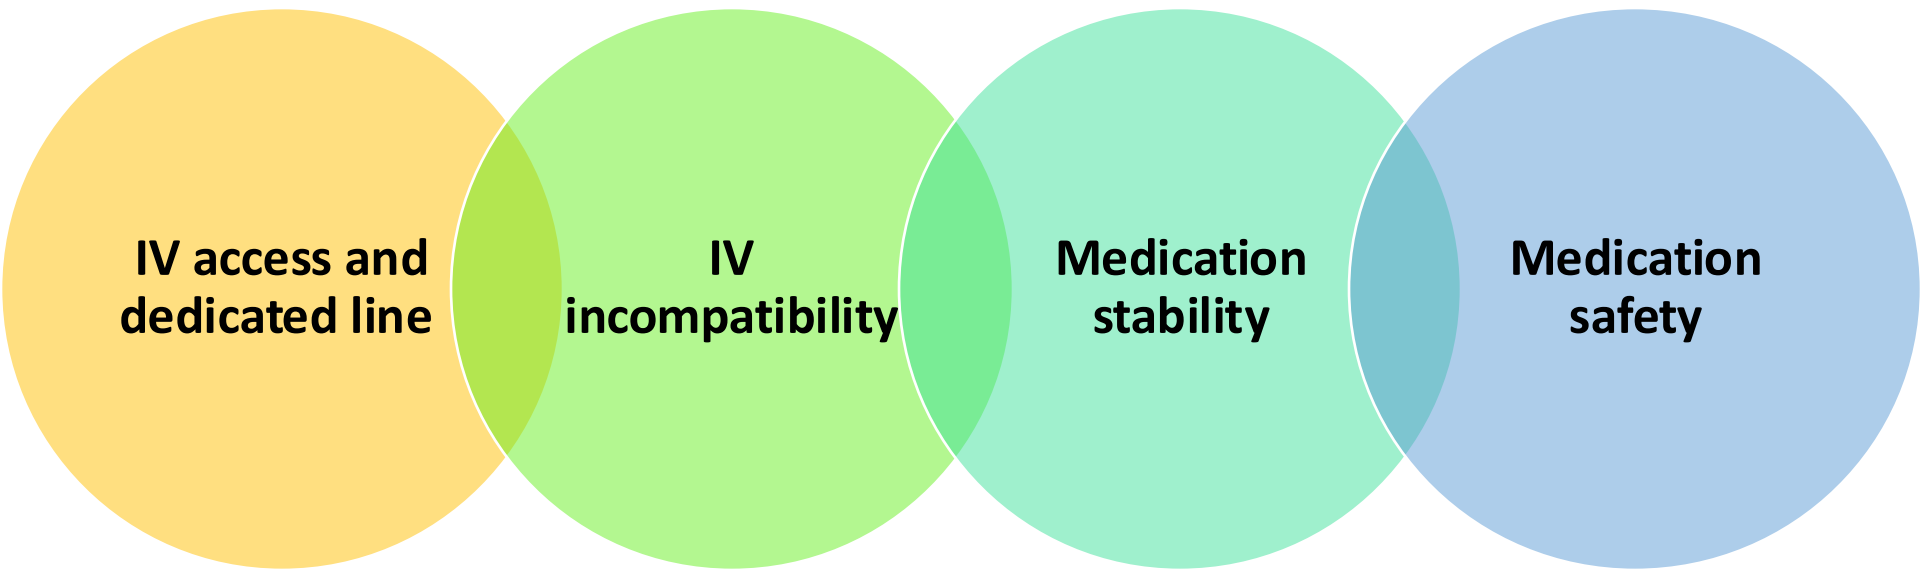 IV access and
dedicated line
IV
incompatibility
Medication
stability
Medication
safety